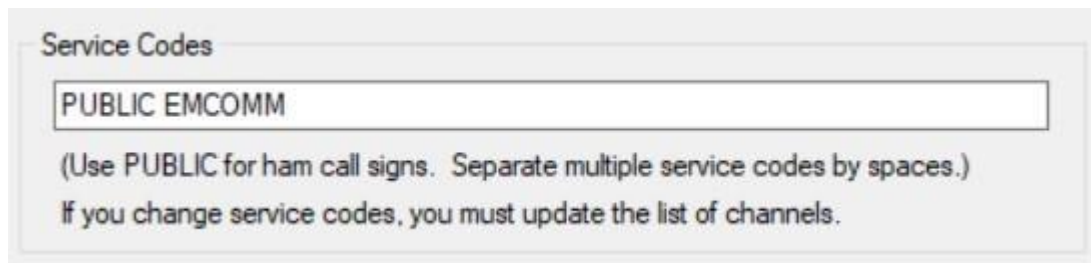 Service Codes
PUBLIC EMCOMM
(Use PUBLIC for ham call signs. Separate multiple service codes by spaces.)
If you change service codes, you must update the list of channels.